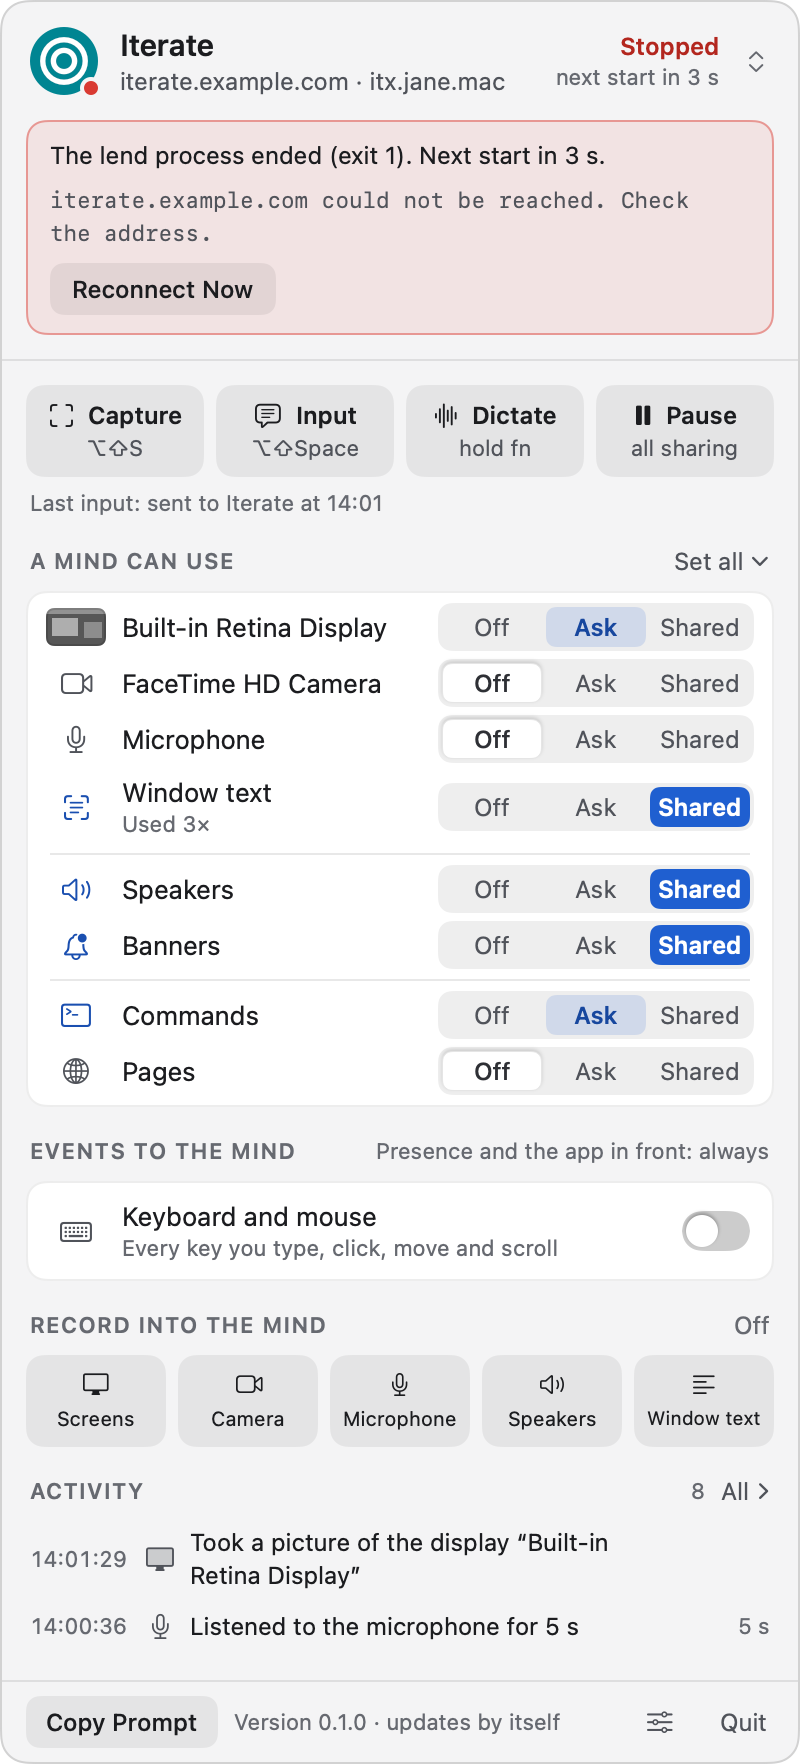 Iterate
Stopped
iterate.example.com · itx.jane.mac
next start in 3 s
The lend process ended (exit 1). Next start in 3 s.
iterate.example.com could not be reached. Check
the address.
Reconnect Now
Capture
⌥⇧S
Input
⌥⇧Space
Dictate
hold fn
Pause
all sharing
Last input: sent to Iterate at 14:01
A MIND CAN USE
Set all
Built-in Retina Display
Off Ask Shared
FaceTime HD Camera
Off Ask Shared
Microphone
Off Ask Shared
Window text
Used 3×
Off Ask Shared
Speakers
Off Ask Shared
Banners
Off Ask Shared
Commands
Off Ask Shared
Pages
Off Ask Shared
EVENTS TO THE MIND
Presence and the app in front: always
Keyboard and mouse
Every key you type, click, move and scroll
RECORD INTO THE MIND
Off
Screens
Camera
Microphone
Speakers
Window text
ACTIVITY
8 All
14:01:29
Took a picture of the display “Built-in
Retina Display”
14:00:36
Listened to the microphone for 5 s
5 s
Copy Prompt
Version 0.1.0 · updates by itself
Quit